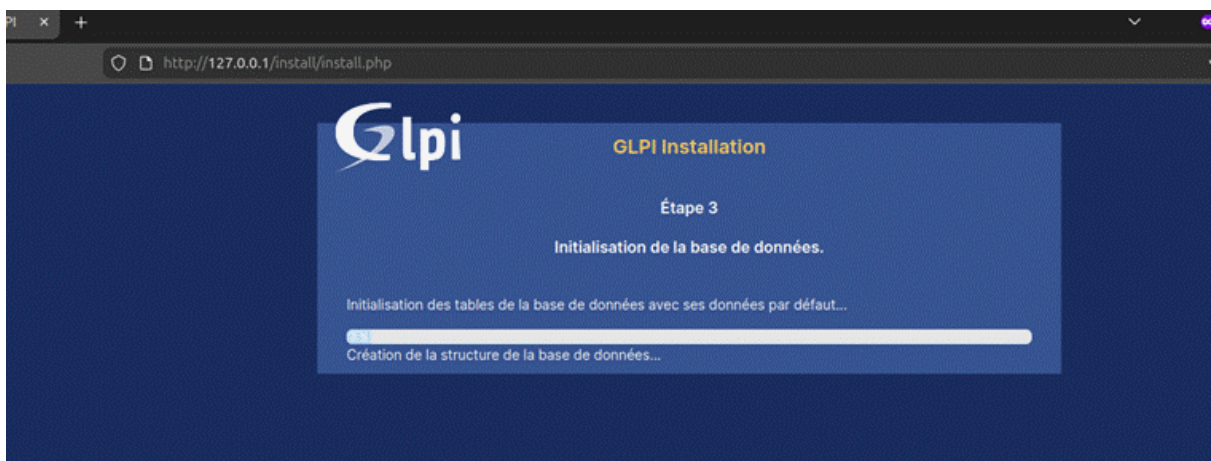 PI × +
http://127.0.0.1/install/install.php
Glpi
GLPI Installation
Étape 3
Initialisation de la base de données.
Initialisation des tables de la base de données avec ses données par défaut...
Création de la structure de la base de données...